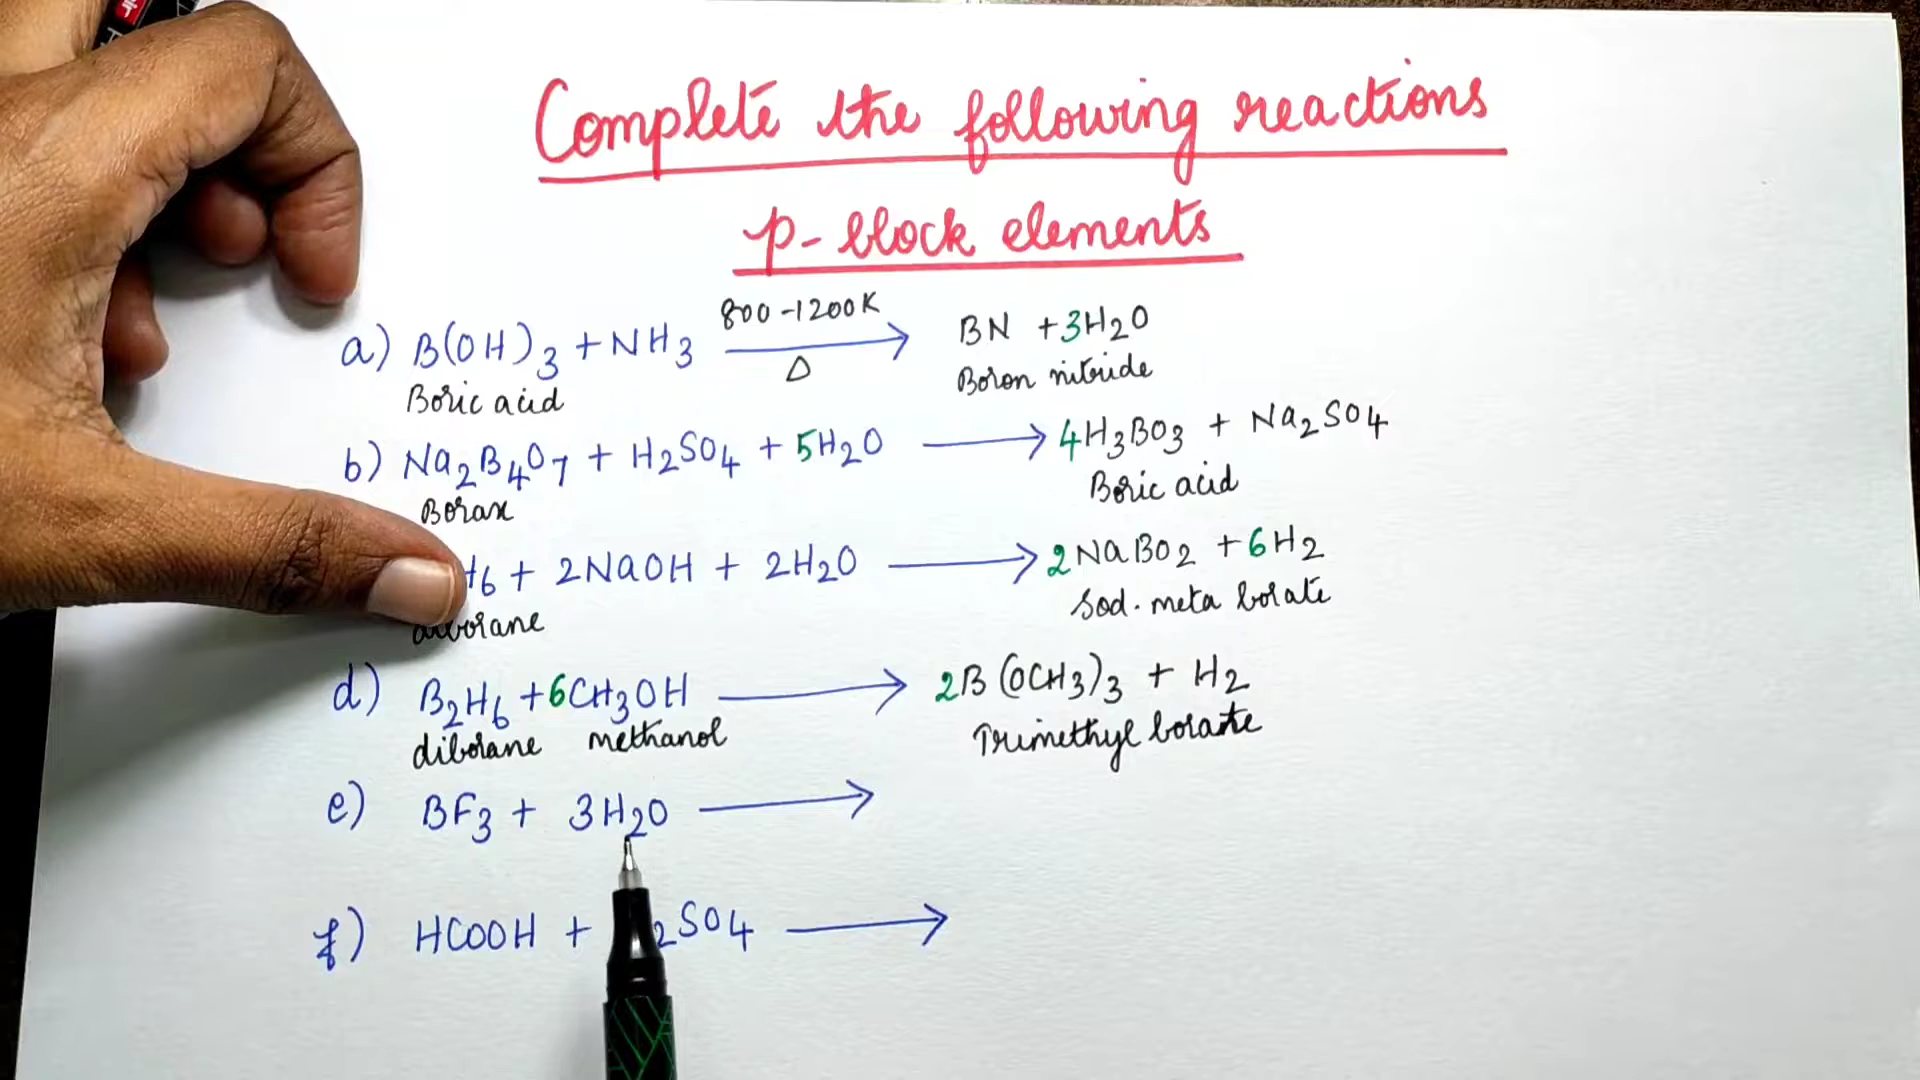 Complete the following reactions
p-block elements
800-1200K
a) B(OH)3 + NH3 ⟶ BN + 3H2O
Δ
Boric acid Boron nitride
b) Na2B4O7 + H2SO4 + 5H2O ⟶ 4H3BO3 + Na2SO4
Borax Boric acid
H6 + 2NaOH + 2H2O ⟶ 2NaBO2 + 6H2
diborane Sod. meta borate
d) B2H6 + 6CH3OH ⟶ 2B(OCH3)3 + H2
diborane methanol Trimethyl borate
e) BF3 + 3H2O ⟶
f) HCOOH + 2SO4 ⟶